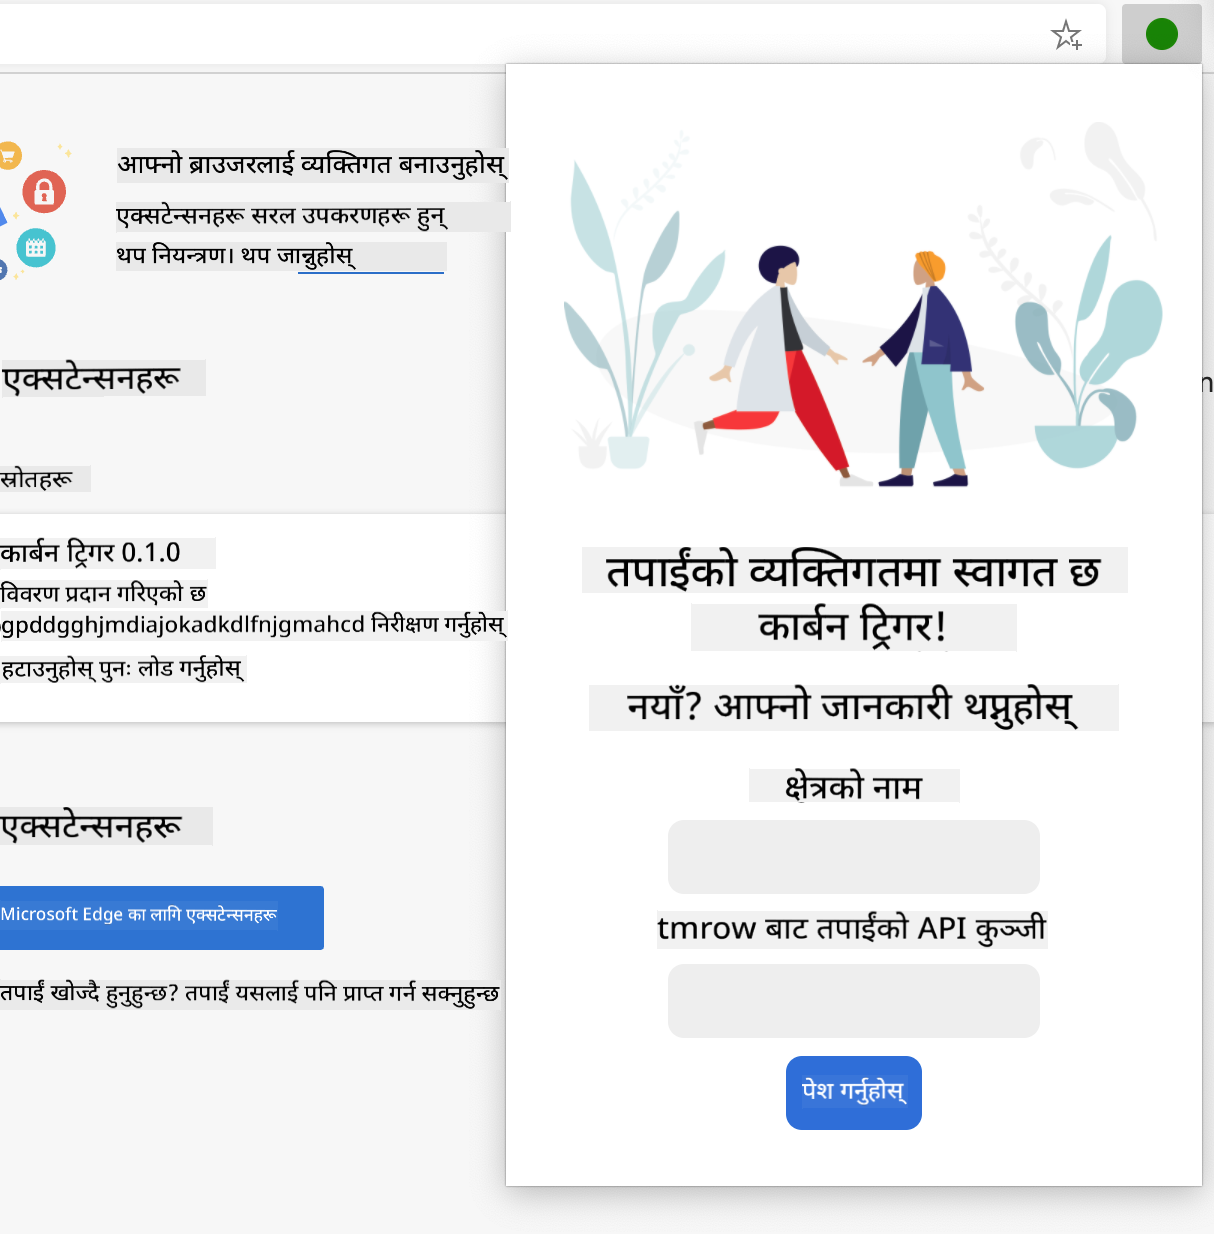 आफ्नो ब्राउजरलाई व्यक्तिगत बनाउनुहोस्
एक्सटेन्सनहरू सरल उपकरणहरू हुन्
थप नियन्त्रण। थप जान्नुहोस्
एक्सटेन्सनहरू
स्रोतहरू
कार्बन ट्रिगर 0.1.0
विवरण प्रदान गरिएको छ
gpddgghjmdiajokadkdlfnjgmahcd निरीक्षण गर्नुहोस्
हटाउनुहोस् पुनः लोड गर्नुहोस्
एक्सटेन्सनहरू
Microsoft Edge का लागि एक्सटेन्सनहरू
तपाईं खोज्दै हुनुहुन्छ? तपाईं यसलाई पनि प्राप्त गर्न सक्नुहुन्छ
तपाईंको व्यक्तिगतमा स्वागत छ
कार्बन ट्रिगर!
नयाँ? आफ्नो जानकारी थप्नुहोस्
क्षेत्रको नाम
tmrow बाट तपाईंको API कुञ्जी
पेश गर्नुहोस्